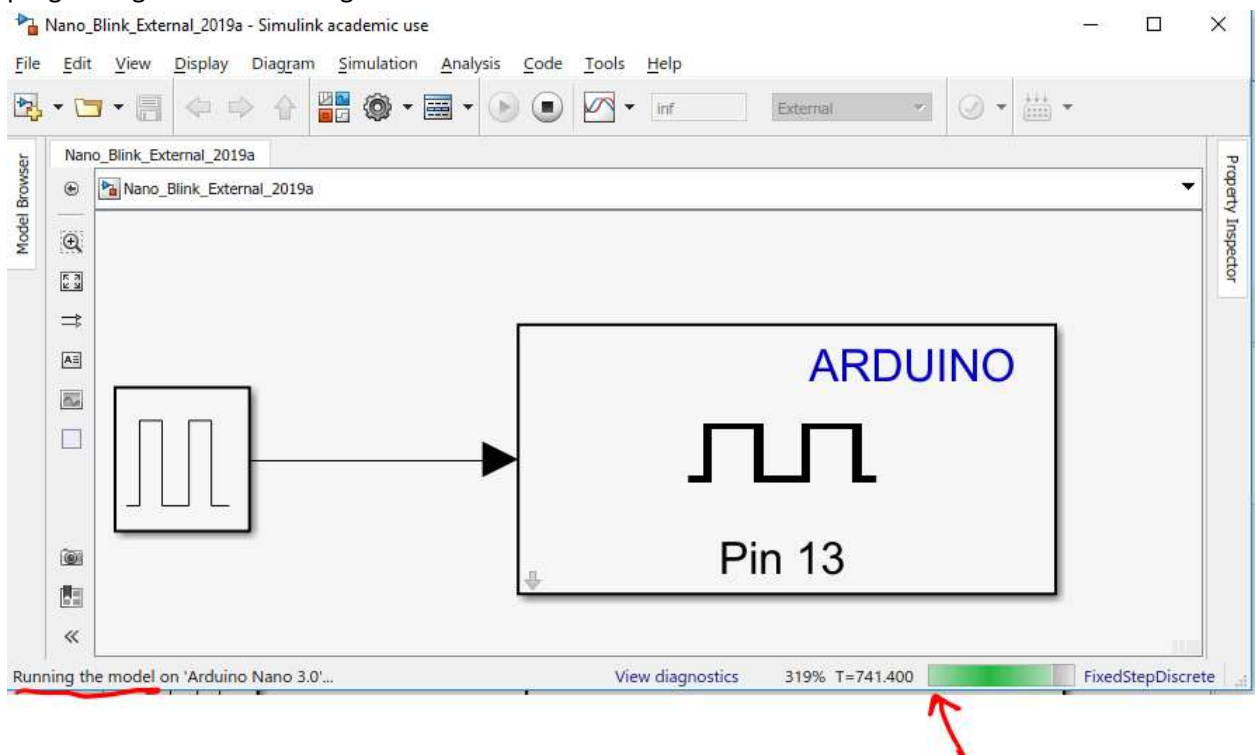 Nano_Blink_External_2019a - Simulink academic use
File Edit View Display Diagram Simulation Analysis Code Tools Help
inf External
Model Browser
Nano_Blink_External_2019a
Nano_Blink_External_2019a
Property Inspector
ARDUINO
Pin 13
Running the model on 'Arduino Nano 3.0'... View diagnostics 319% T=741.400 FixedStepDiscrete